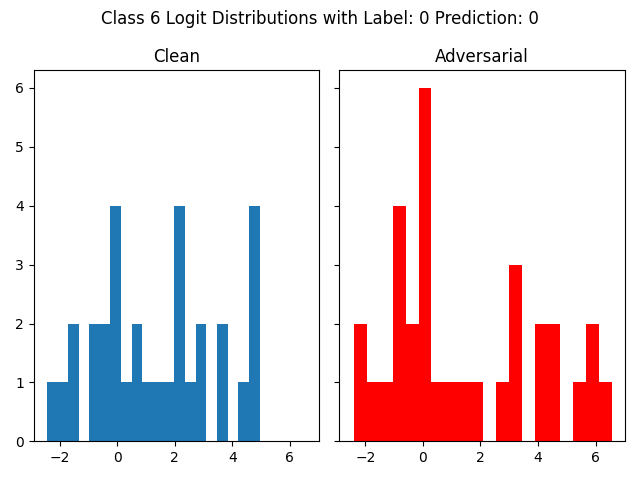 Class 6 Logit Distributions with Label: 0 Prediction: 0
Clean
Adversarial
6
5
4
3
2
1
0
−2 0 2 4 6
−2 0 2 4 6